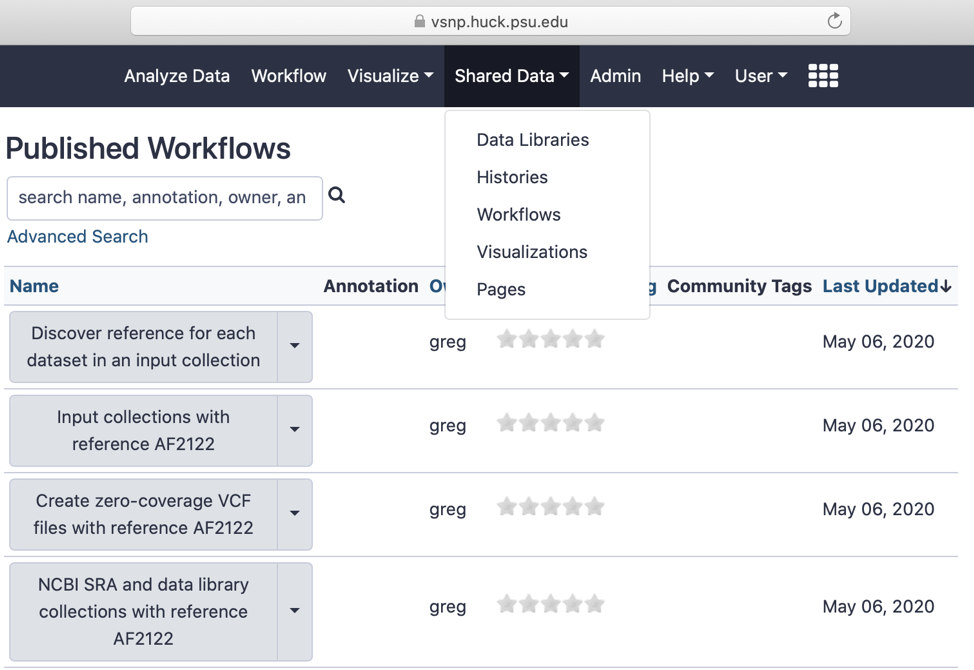 vsnp.huck.psu.edu
Analyze Data Workflow Visualize Shared Data Admin Help User
Data Libraries
Histories
Workflows
Visualizations
Pages
Published Workflows
search name, annotation, owner, an
Advanced Search
Name Annotation Community Tags Last Updated↓
Discover reference for each
dataset in an input collection
greg May 06, 2020
Input collections with
reference AF2122
greg May 06, 2020
Create zero-coverage VCF
files with reference AF2122
greg May 06, 2020
NCBI SRA and data library
collections with reference
AF2122
greg May 06, 2020